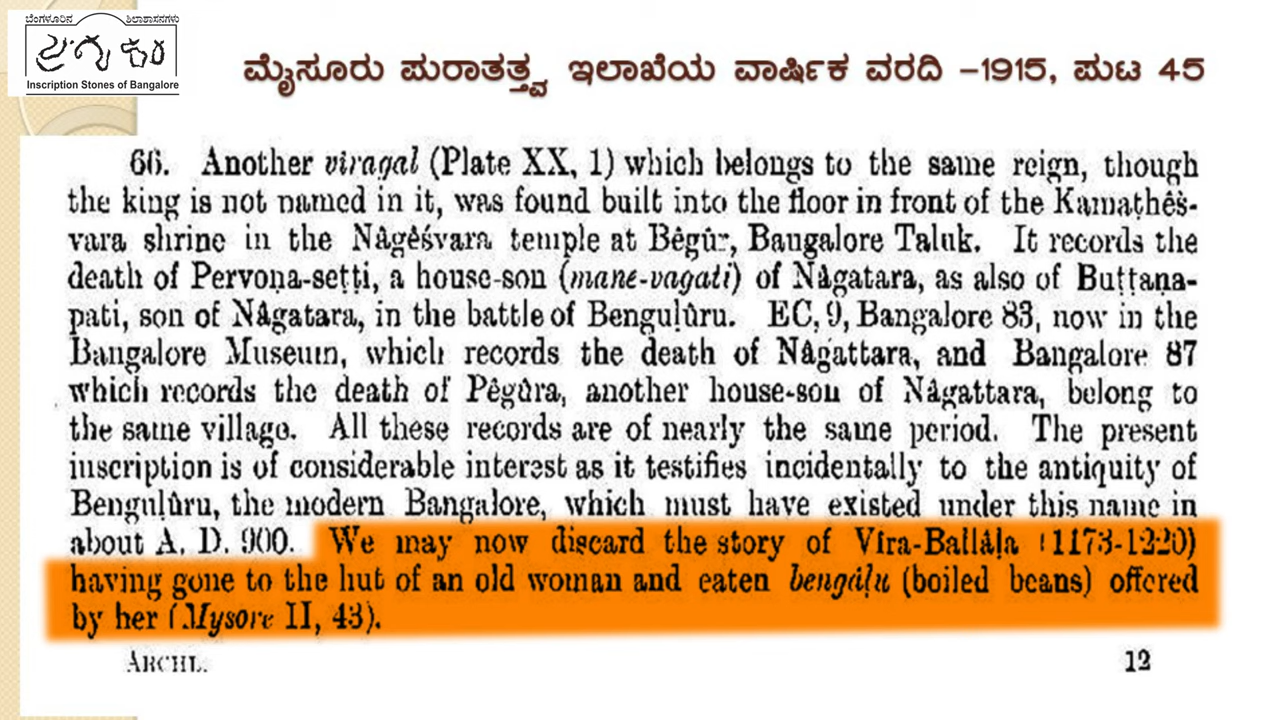 ಬೆಂಗಳೂರಿನ ಶಿಲಾಶಾಸನಗಳು
Inscription Stones of Bangalore
ಮೈಸೂರು ಪುರಾತತ್ತ್ವ ಇಲಾಖೆಯ ವಾರ್ಷಿಕ ವರದಿ –1915, ಪುಟ 45
66. Another viragal (Plate XX, 1) which belongs to the same reign, though
the king is not named in it, was found built into the floor in front of the Kamaṭhêś-
vara shrine in the Nâgêśvara temple at Bêgûr, Bangalore Taluk. It records the
death of Pervoṇa-seṭṭi, a house-son (mane-vagati) of Nâgatara, as also of Buṭṭaṇa-
pati, son of Nâgatara, in the battle of Benguḷûru. EC, 9, Bangalore 83, now in the
Bangalore Museum, which records the death of Nâgattara, and Bangalore 87
which records the death of Pêgûra, another house-son of Nâgattara, belong to
the same village. All these records are of nearly the same period. The present
inscription is of considerable interest as it testifies incidentally to the antiquity of
Benguḷûru, the modern Bangalore, which must have existed under this name in
about A. D. 900. We may now discard the story of Vîra-Ballâḷa (1173-1220)
having gone to the hut of an old woman and eaten bengâḷu (boiled beans) offered
by her (Mysore II, 43).
ARCHL. 12